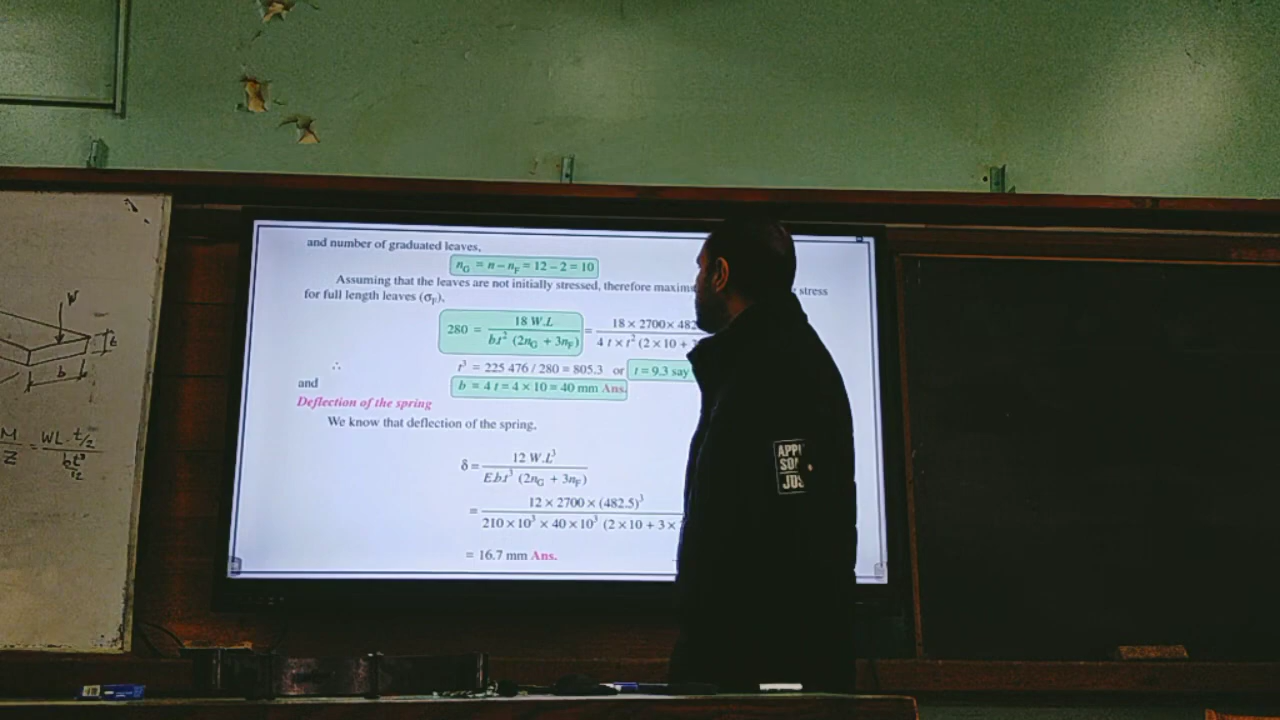 and number of graduated leaves,
n_G = n – n_F = 12 – 2 = 10
Assuming that the leaves are not initially stressed, therefore stress
for full length leaves (σ_F),
280 = 18 W.L / b.t² (2n_G + 3n_F) = 18 × 2700 × 482 / 4 t × t² (2 × 10 +
∴ t³ = 225 476 / 280 = 805.3 or t = 9.3 say
and b = 4 t = 4 × 10 = 40 mm Ans.
Deflection of the spring
We know that deflection of the spring,
δ = 12 W.L³ / E.b.t³ (2n_G + 3n_F)
= 12 × 2700 × (482.5)³ / 210 × 10³ × 40 × 10³ (2 × 10 + 3 ×
= 16.7 mm Ans.
W
t
b
M / Z = WL · t/2 / bt³/12
JUS